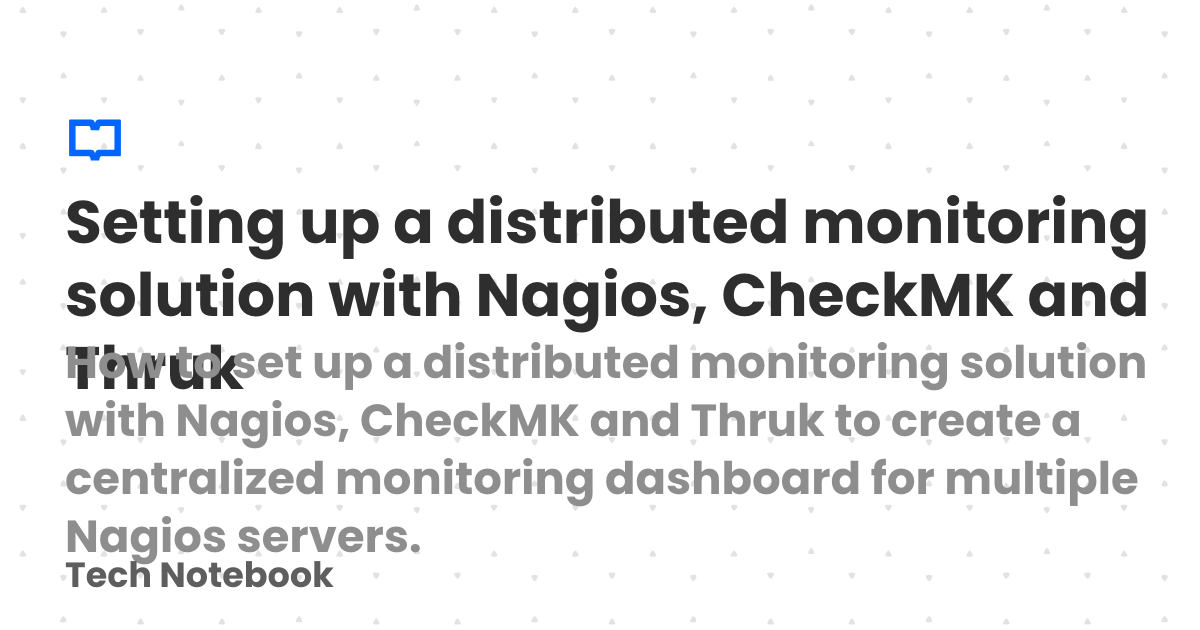 Setting up a distributed monitoring
solution with Nagios, CheckMK and
Thruk
How to set up a distributed monitoring solution
with Nagios, CheckMK and Thruk to create a
centralized monitoring dashboard for multiple
Nagios servers.
Tech Notebook